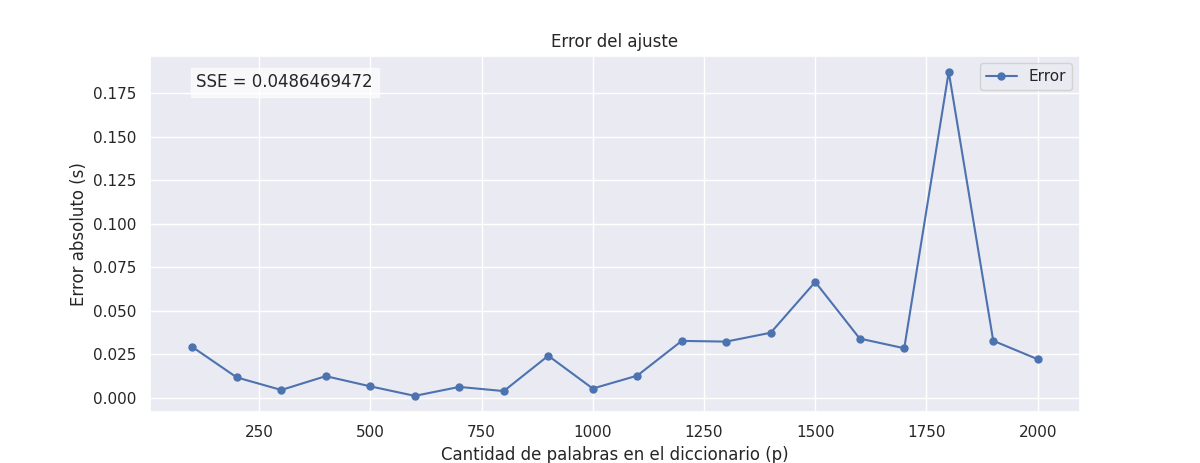 Error del ajuste
SSE = 0.0486469472
Error
Error absoluto (s)
0.175
0.150
0.125
0.100
0.075
0.050
0.025
0.000
250 500 750 1000 1250 1500 1750 2000
Cantidad de palabras en el diccionario (p)